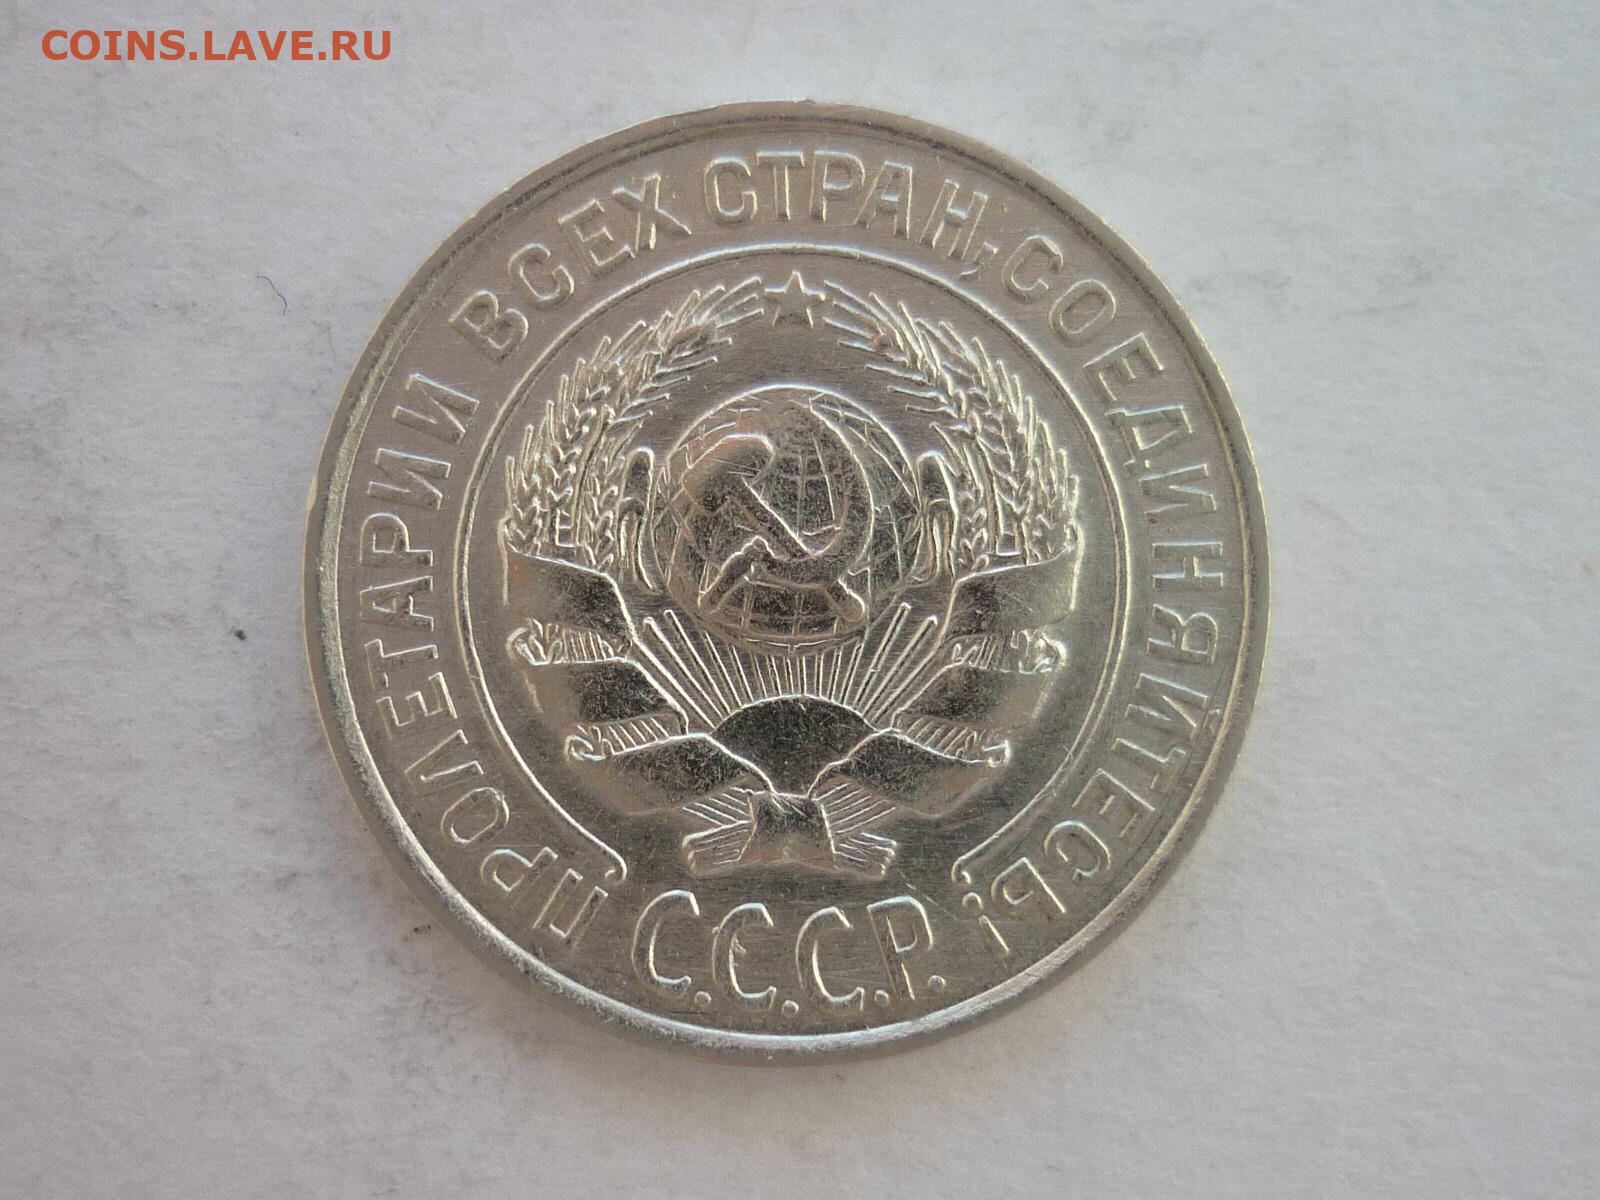 COINS.LAVE.RU
ПРОЛЕТАРИИ ВСЕХ СТРАН, СОЕДИНЯЙТЕСЬ!
С.С.С.Р.